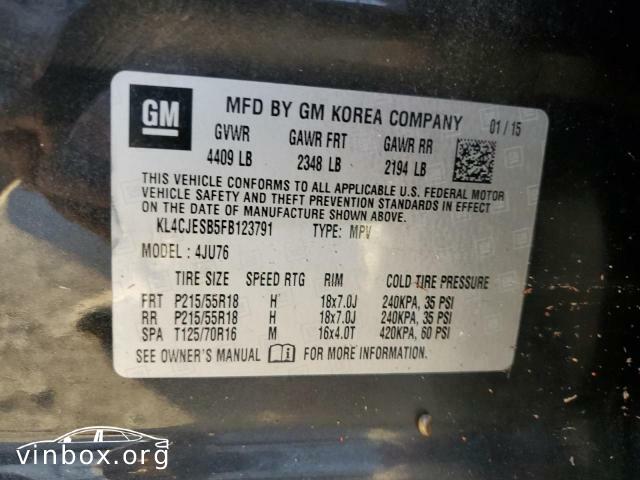 GM MFD BY GM KOREA COMPANY 01/15
GVWR GAWR FRT GAWR RR
4409 LB 2348 LB 2194 LB
THIS VEHICLE CONFORMS TO ALL APPLICABLE U.S. FEDERAL MOTOR
VEHICLE SAFETY AND THEFT PREVENTION STANDARDS IN EFFECT
ON THE DATE OF MANUFACTURE SHOWN ABOVE.
KL4CJESB5FB123791 TYPE: MPV
MODEL: 4JU76
TIRE SIZE SPEED RTG RIM COLD TIRE PRESSURE
FRT P215/55R18 H 18x7.0J 240KPA, 35 PSI
RR P215/55R18 H 18x7.0J 240KPA, 35 PSI
SPA T125/70R16 M 16x4.0T 420KPA, 60 PSI
SEE OWNER'S MANUAL i FOR MORE INFORMATION.
vinbox.org